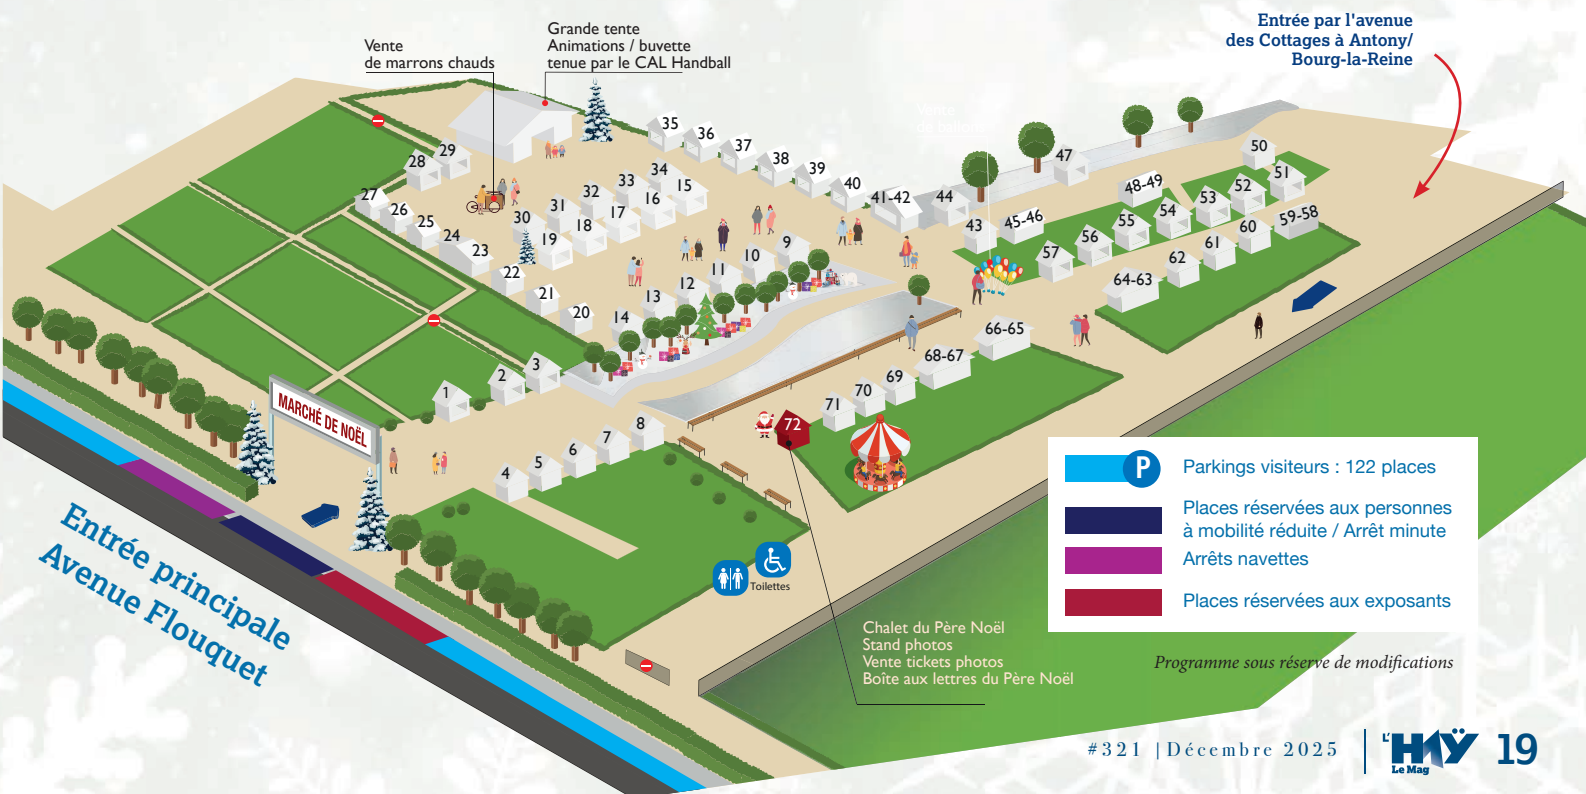 Vente
de marrons chauds
Grande tente
Animations / buvette
tenue par le CAL Handball
Entrée par l'avenue
des Cottages à Antony/
Bourg-la-Reine
Vente
de ballons
35
36
37
38
39
40
41-42
44
43
45-46
47
48-49
50
51
52
53
54
55
56
57
59-58
60
61
62
64-63
66-65
68-67
69
70
71
72
29
28
27
26
25
24
23
22
21
20
30
31
32
33
34
15
16
17
18
19
9
10
11
12
13
14
1
2
3
4
5
6
7
8
MARCHÉ DE NOËL
Entrée principale
Avenue Flouquet
Toilettes
Chalet du Père Noël
Stand photos
Vente tickets photos
Boîte aux lettres du Père Noël
P
Parkings visiteurs : 122 places
Places réservées aux personnes
à mobilité réduite / Arrêt minute
Arrêts navettes
Places réservées aux exposants
Programme sous réserve de modifications
#321 | Décembre 2025
L'HAŸ
Le Mag
19